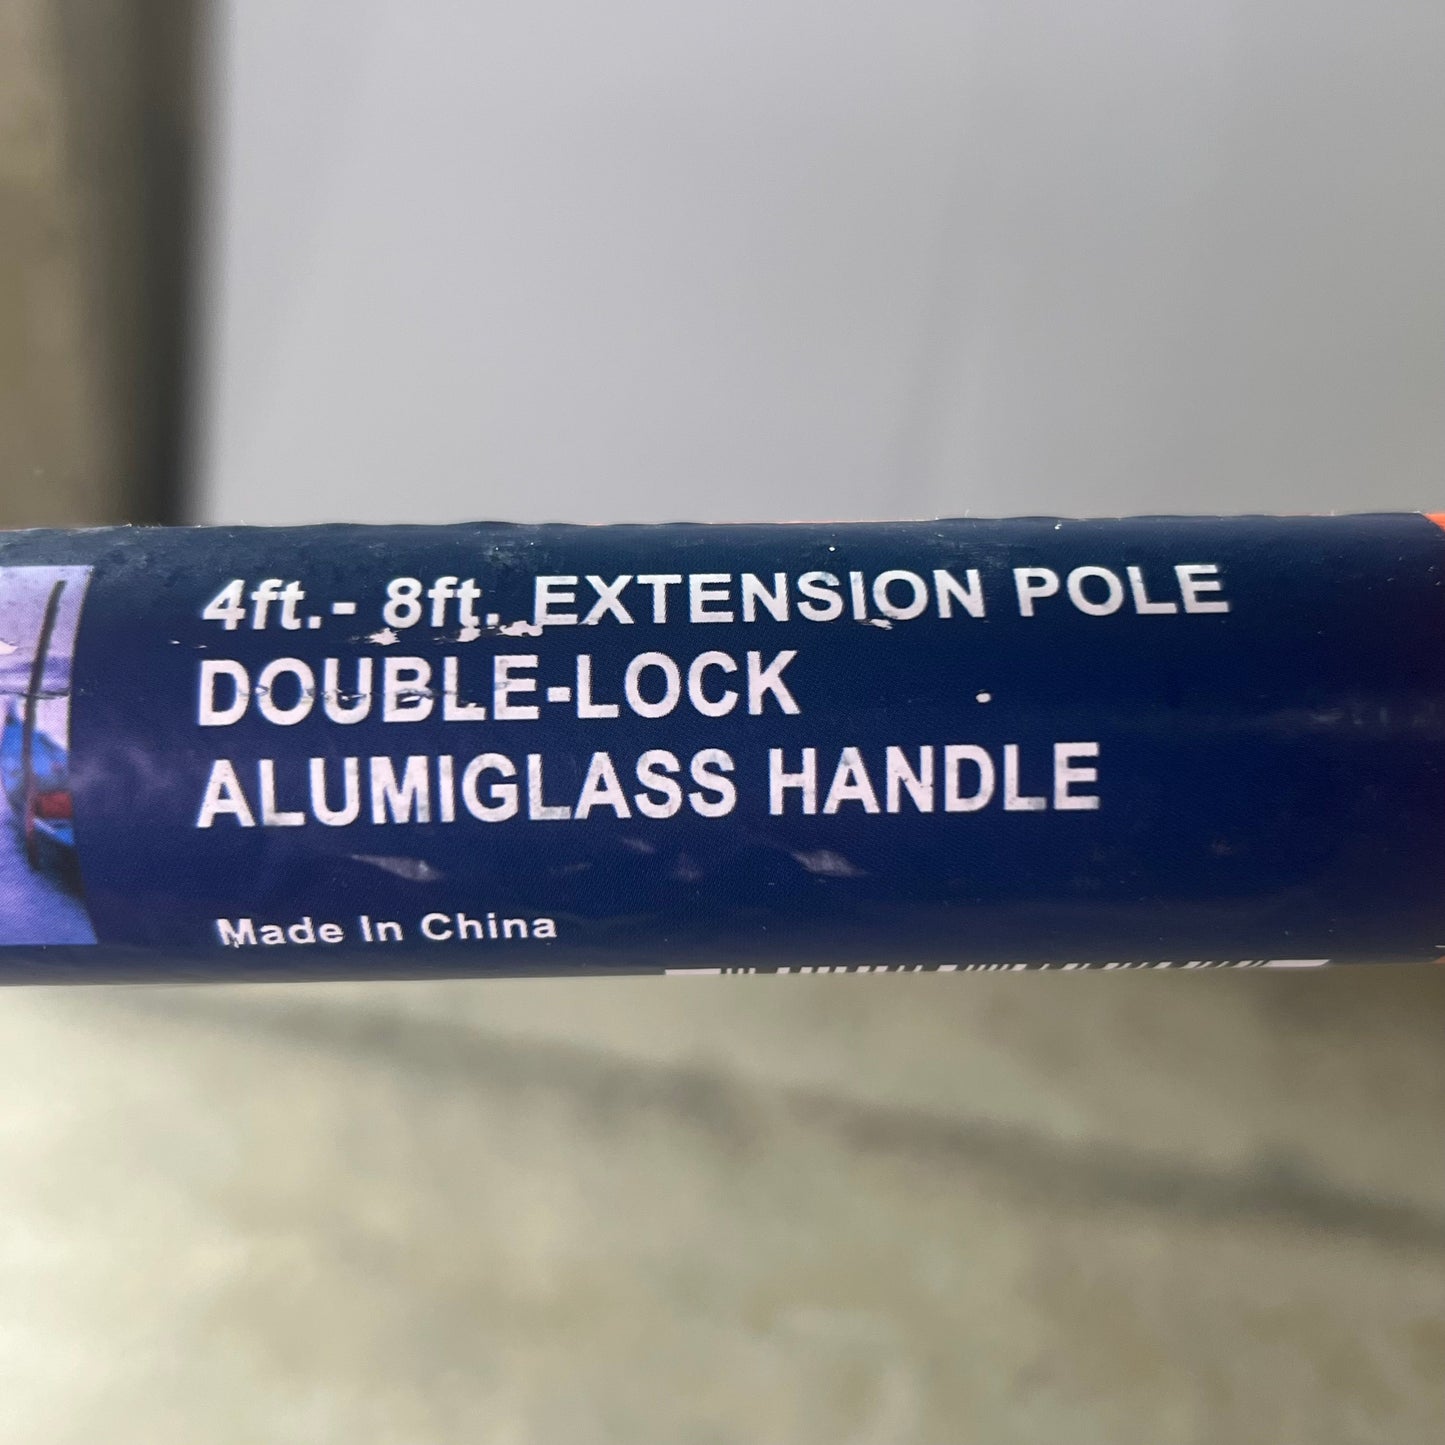 4ft.- 8ft. EXTENSION POLE
DOUBLE-LOCK
ALUMIGLASS HANDLE
Made In China